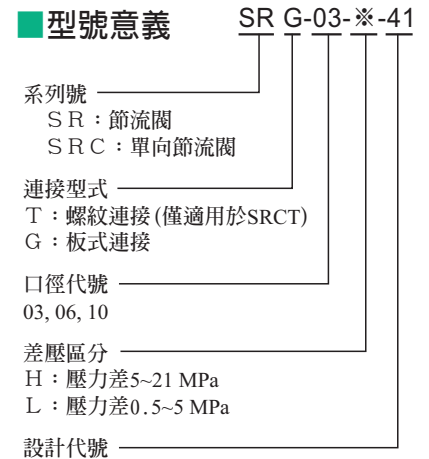 型號意義
SR G-03-※-41
系列號
ＳＲ：節流閥
ＳＲＣ：單向節流閥
連接型式
Ｔ：螺紋連接(僅適用於SRCT)
Ｇ：板式連接
口徑代號
03, 06, 10
差壓區分
Ｈ：壓力差5~21 MPa
Ｌ：壓力差0.5~5 MPa
設計代號